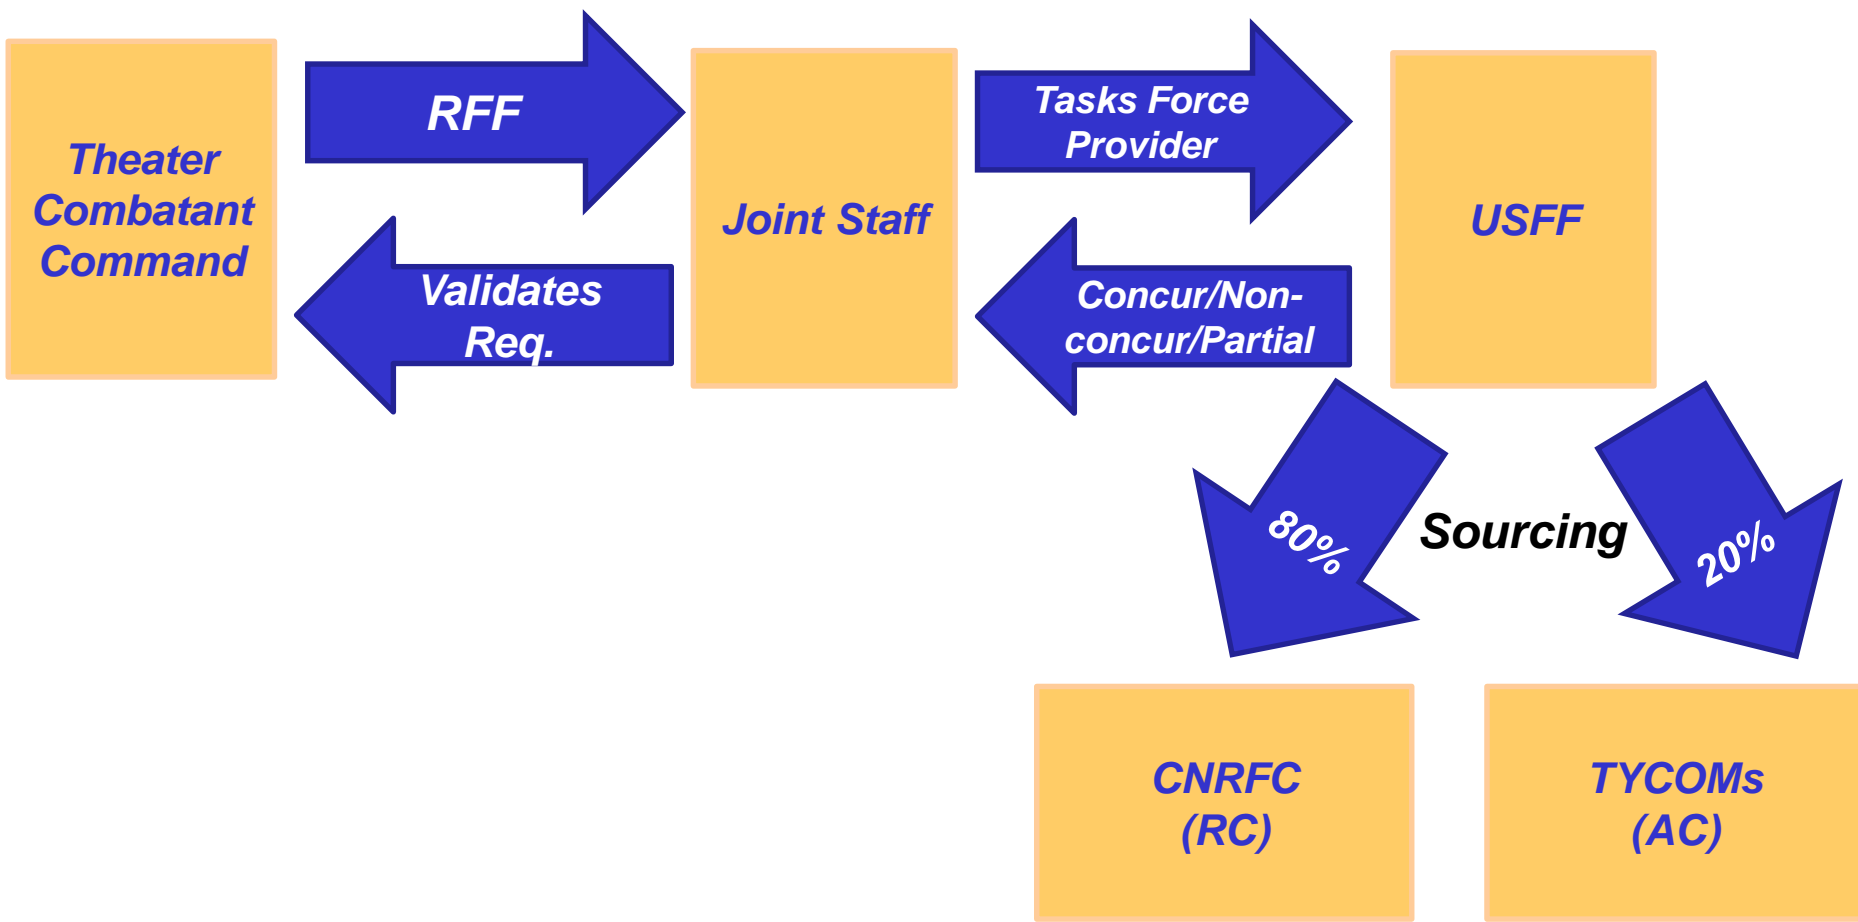 Theater
Combatant
Command
RFF
Validates
Req.
Joint Staff
Tasks Force
Provider
Concur/Non-
concur/Partial
USFF
80%
Sourcing
20%
CNRFC
(RC)
TYCOMs
(AC)